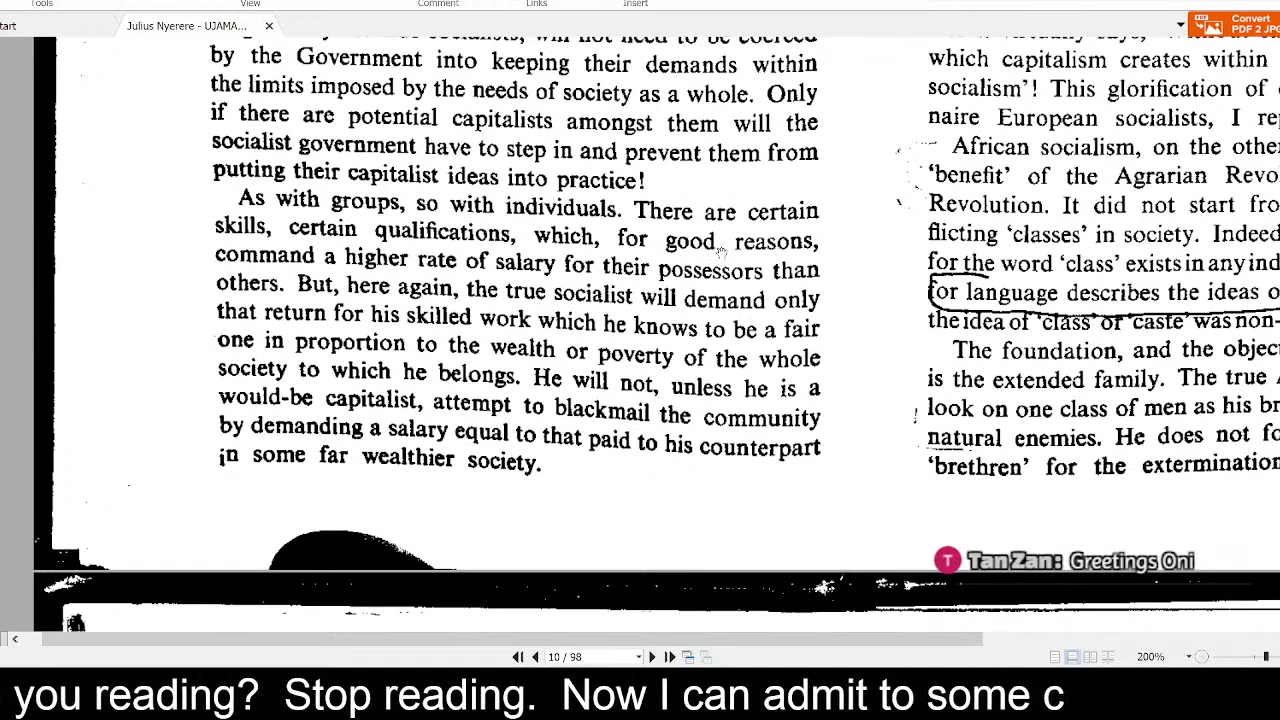 Tools View Comment Links Insert
tart Julius Nyerere - UJAMA... ×
Convert
PDF 2 JPG
by the Government into keeping their demands within
the limits imposed by the needs of society as a whole. Only
if there are potential capitalists amongst them will the
socialist government have to step in and prevent them from
putting their capitalist ideas into practice!
As with groups, so with individuals. There are certain
skills, certain qualifications, which, for good reasons,
command a higher rate of salary for their possessors than
others. But, here again, the true socialist will demand only
that return for his skilled work which he knows to be a fair
one in proportion to the wealth or poverty of the whole
society to which he belongs. He will not, unless he is a
would-be capitalist, attempt to blackmail the community
by demanding a salary equal to that paid to his counterpart
in some far wealthier society.
which capitalism creates within
socialism'! This glorification of
naire European socialists, I re
African socialism, on the othe
'benefit' of the Agrarian Revo
Revolution. It did not start fro
flicting 'classes' in society. Indeed
for the word 'class' exists in any ind
for language describes the ideas o
the idea of 'class' or 'caste' was non-
The foundation, and the objec
is the extended family. The true
look on one class of men as his br
natural enemies. He does not fo
'brethren' for the extermination
T Tan Zan: Greetings Oni
10 / 98 200%
you reading? Stop reading. Now I can admit to some c